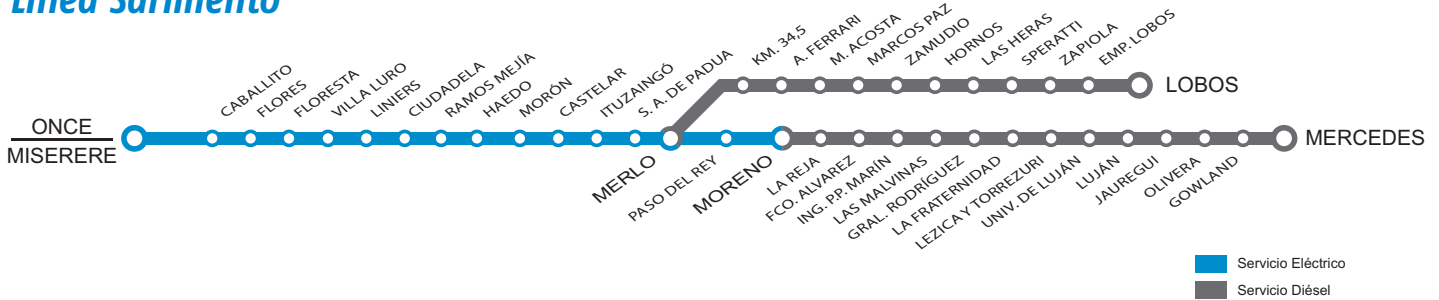 Línea Sarmiento
ONCE
MISERERE
CABALLITO
FLORES
FLORESTA
VILLA LURO
LINIERS
CIUDADELA
RAMOS MEJÍA
HAEDO
MORÓN
CASTELAR
ITUZAINGÓ
S. A. DE PADUA
KM. 34,5
A. FERRARI
M. ACOSTA
MARCOS PAZ
ZAMUDIO
HORNOS
LAS HERAS
SPERATTI
ZAPIOLA
EMP. LOBOS
LOBOS
MERLO
PASO DEL REY
MORENO
LA REJA
FCO. ALVAREZ
ING. P.P. MARÍN
LAS MALVINAS
GRAL. RODRÍGUEZ
LA FRATERNIDAD
LEZICA Y TORREZURI
UNIV. DE LUJÁN
LUJÁN
JAUREGUI
OLIVERA
GOWLAND
MERCEDES
Servicio Eléctrico
Servicio Diésel